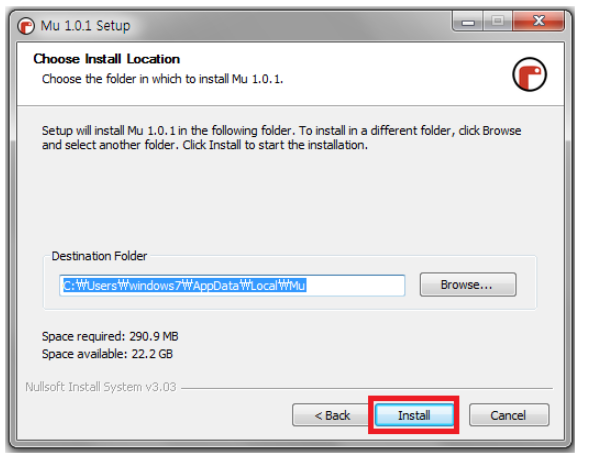 Mu 1.0.1 Setup
Choose Install Location
Choose the folder in which to install Mu 1.0.1.
Setup will install Mu 1.0.1 in the following folder. To install in a different folder, click Browse
and select another folder. Click Install to start the installation.
Destination Folder
C:₩Users₩windows7₩AppData₩Local₩Mu
Browse...
Space required: 290.9 MB
Space available: 22.2 GB
Nullsoft Install System v3.03
< Back Install Cancel